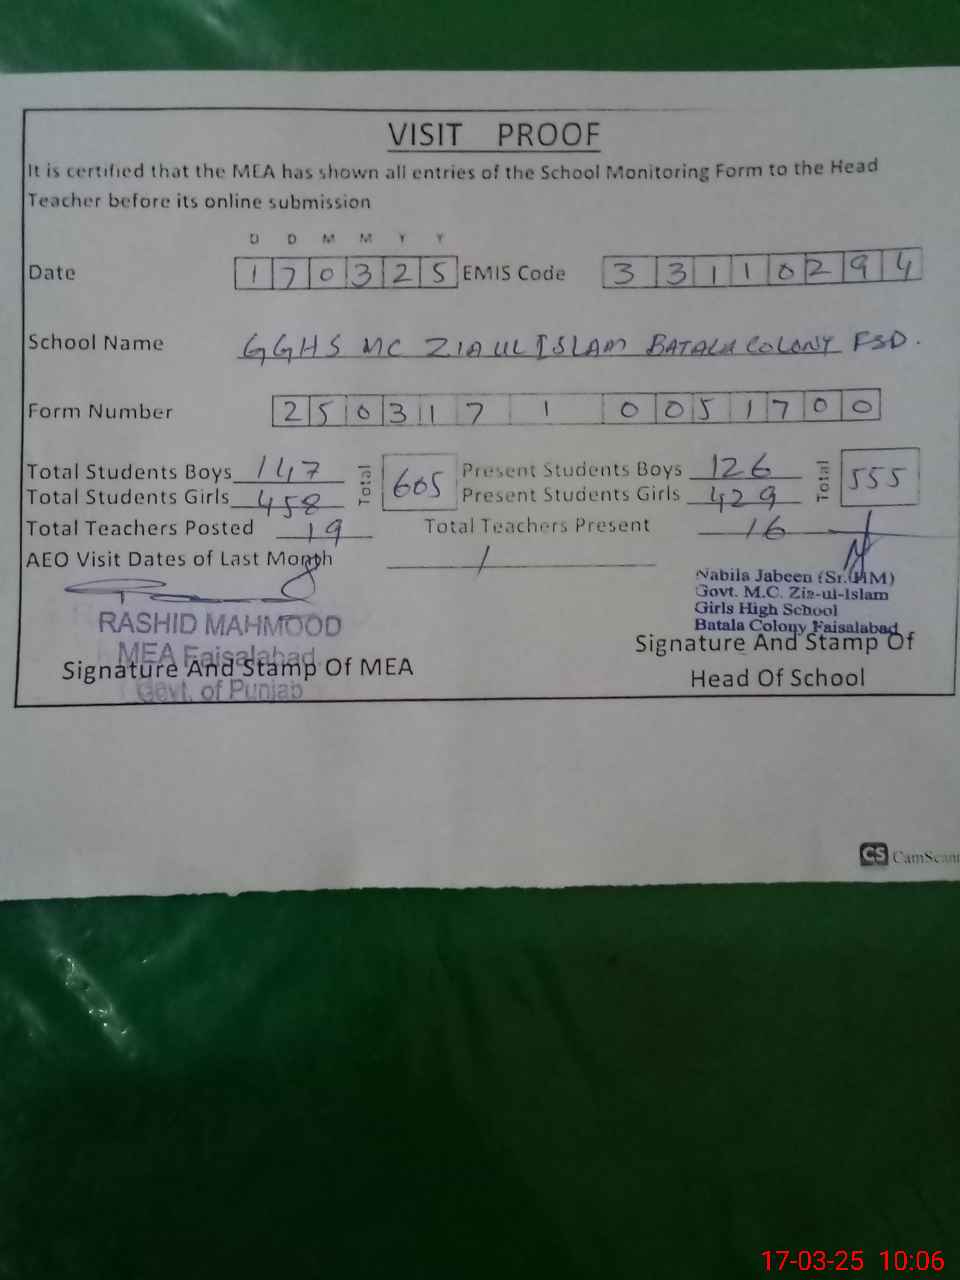 VISIT PROOF
It is certified that the MEA has shown all entries of the School Monitoring Form to the Head
Teacher before its online submission
D D M M Y Y
Date 1 7 0 3 2 5 EMIS Code 3 3 1 1 0 2 9 4
School Name GGHS MC ZIA UL ISLAM BATALA COLONY FSD.
Form Number 2 5 0 3 1 7 1 0 0 5 1 7 0 0
Total Students Boys 147 Total 605 Present Students Boys 126 Total 555
Total Students Girls 458 Present Students Girls 429
Total Teachers Posted 19 Total Teachers Present 16
AEO Visit Dates of Last Month /
Nabila Jabeen (Sr.HM)
Govt. M.C. Zia-ul-Islam
Girls High School
Batala Colony Faisalabad
RASHID MAHMOOD
MEA Faisalabad
Govt. of Punjab
Signature And Stamp Of MEA
Signature And Stamp Of
Head Of School
CS CamScan
17-03-25 10:06